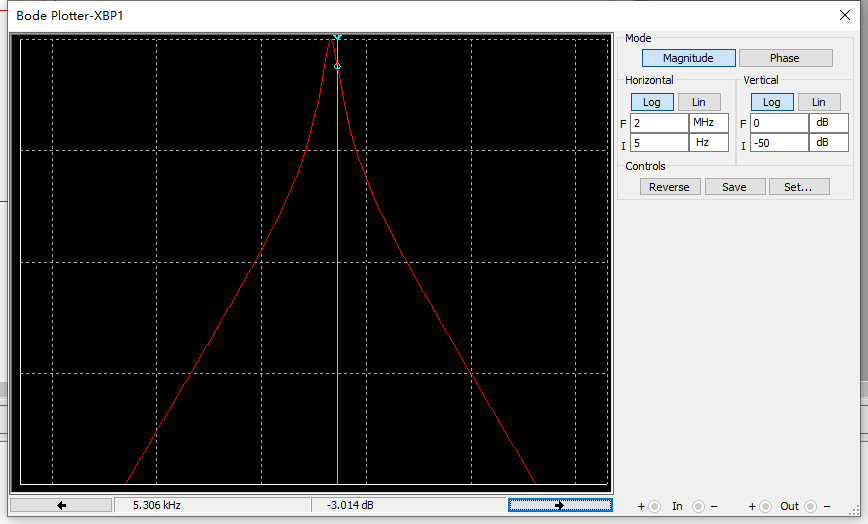 Bode Plotter-XBP1
Mode
Magnitude Phase
Horizontal Vertical
Log Lin Log Lin
F 2 MHz F 0 dB
I 5 Hz I -50 dB
Controls
Reverse Save Set...
5.306 kHz -3.014 dB
+ In - + Out -